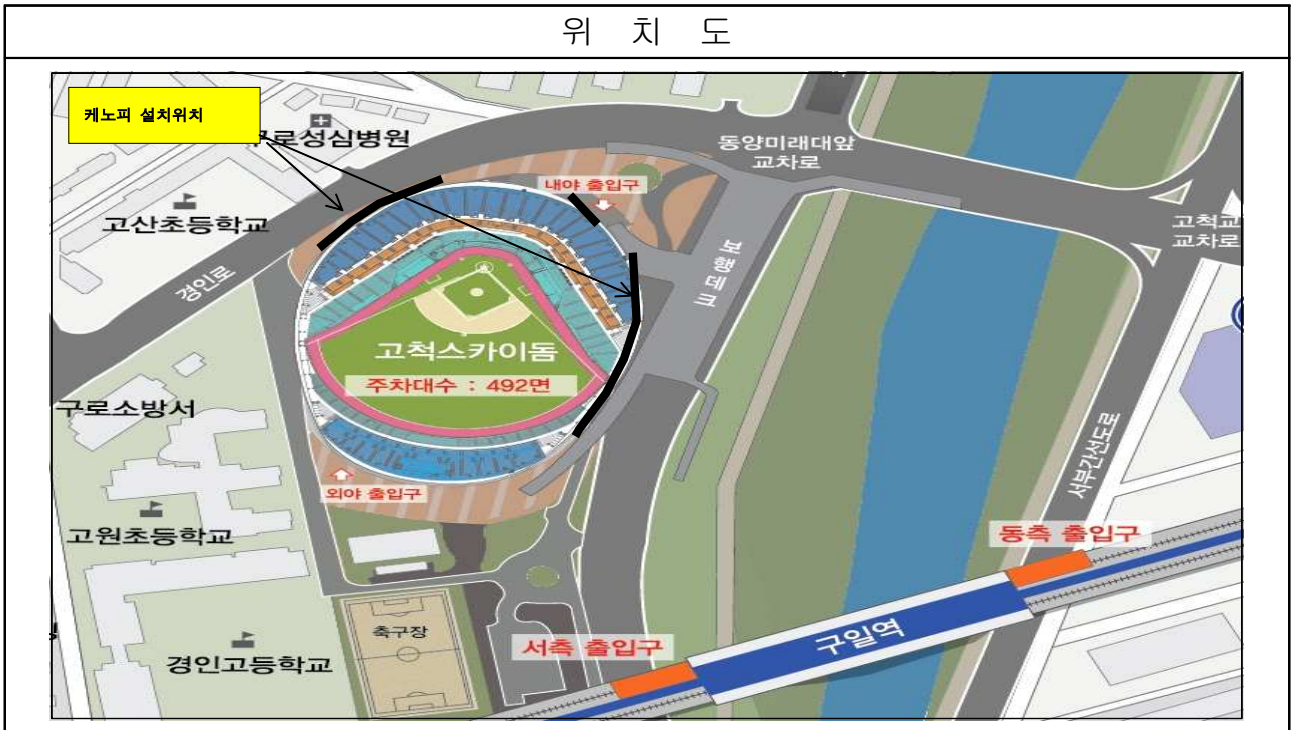 위 치 도
케노피 설치위치
구로성심병원
동양미래대앞
교차로
내야 출입구
고산초등학교
고척교
교차로
보행데크
경인로
고척스카이돔
주차대수 : 492면
구로소방서
서부간선도로
외야 출입구
고원초등학교
동측 출입구
축구장
구일역
서측 출입구
경인고등학교